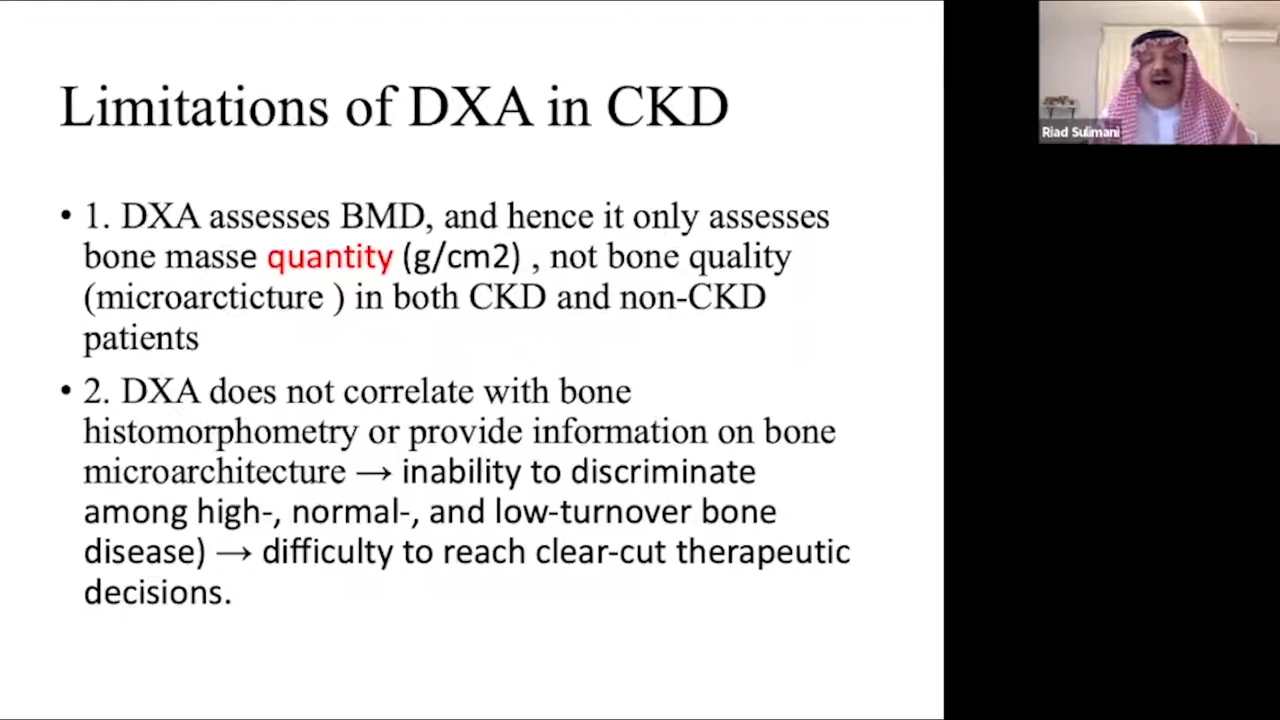 Limitations of DXA in CKD
• 1. DXA assesses BMD, and hence it only assesses
bone masse quantity (g/cm2) , not bone quality
(microarcticture ) in both CKD and non-CKD
patients
• 2. DXA does not correlate with bone
histomorphometry or provide information on bone
microarchitecture → inability to discriminate
among high-, normal-, and low-turnover bone
disease) → difficulty to reach clear-cut therapeutic
decisions.
Riad Sulimani